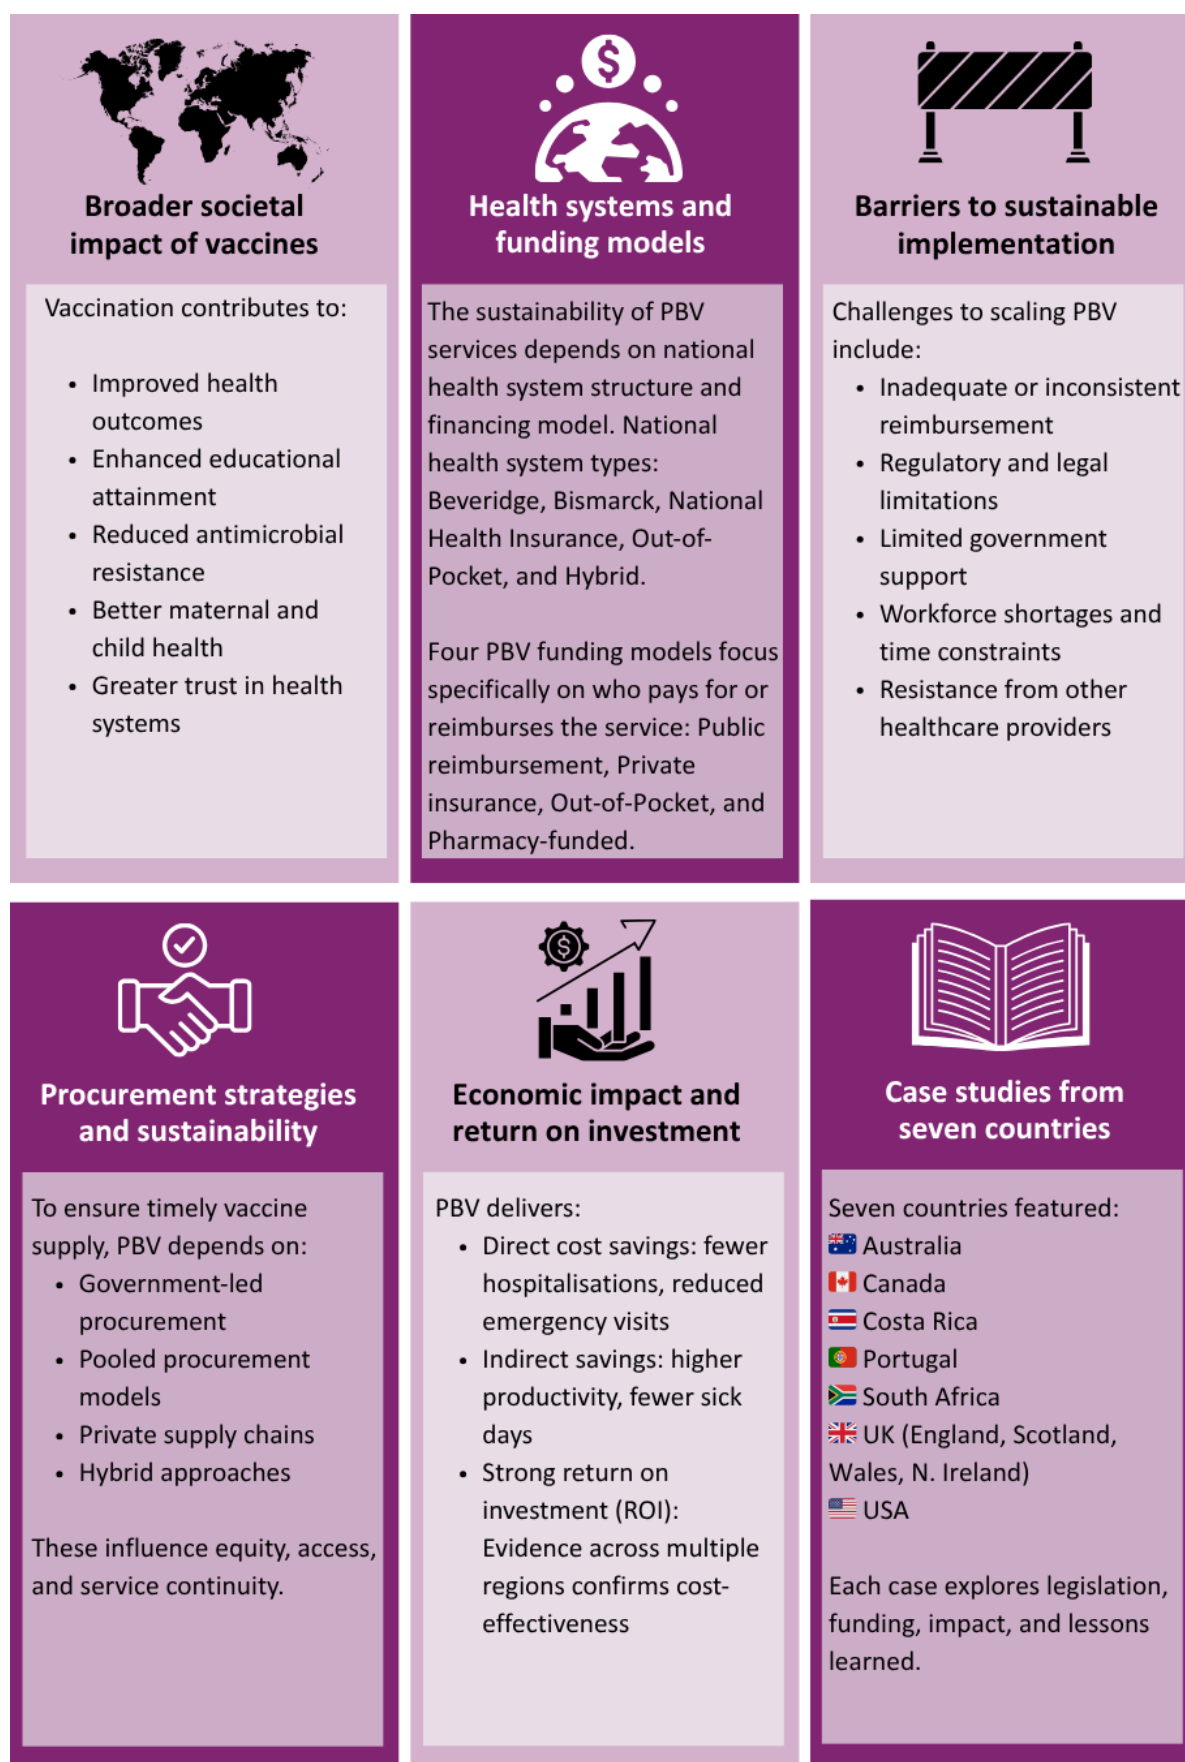 Broader societal
impact of vaccines
Vaccination contributes to:
• Improved health
outcomes
• Enhanced educational
attainment
• Reduced antimicrobial
resistance
• Better maternal and
child health
• Greater trust in health
systems
$
Health systems and
funding models
The sustainability of PBV
services depends on national
health system structure and
financing model. National
health system types:
Beveridge, Bismarck, National
Health Insurance, Out-of-
Pocket, and Hybrid.
Four PBV funding models focus
specifically on who pays for or
reimburses the service: Public
reimbursement, Private
insurance, Out-of-Pocket, and
Pharmacy-funded.
Barriers to sustainable
implementation
Challenges to scaling PBV
include:
• Inadequate or inconsistent
reimbursement
• Regulatory and legal
limitations
• Limited government
support
• Workforce shortages and
time constraints
• Resistance from other
healthcare providers
Procurement strategies
and sustainability
To ensure timely vaccine
supply, PBV depends on:
• Government-led
procurement
• Pooled procurement
models
• Private supply chains
• Hybrid approaches
These influence equity, access,
and service continuity.
$
Economic impact and
return on investment
PBV delivers:
• Direct cost savings: fewer
hospitalisations, reduced
emergency visits
• Indirect savings: higher
productivity, fewer sick
days
• Strong return on
investment (ROI):
Evidence across multiple
regions confirms cost-
effectiveness
Case studies from
seven countries
Seven countries featured:
Australia
Canada
Costa Rica
Portugal
South Africa
UK (England, Scotland,
Wales, N. Ireland)
USA
Each case explores legislation,
funding, impact, and lessons
learned.